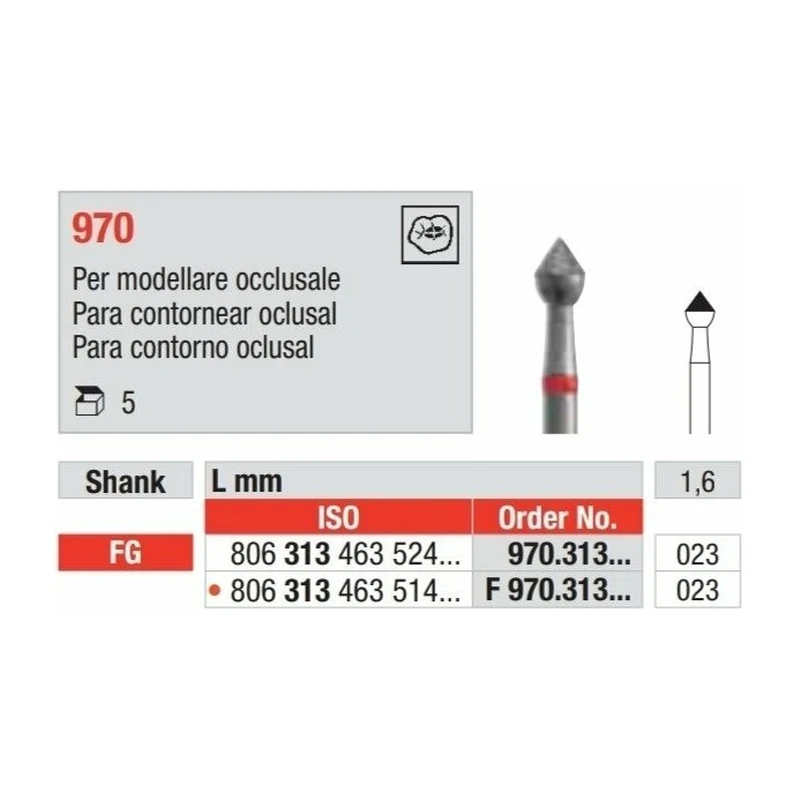 970
Per modellare occlusale
Para contornear oclusal
Para contorno oclusal
5
Shank L mm 1,6
ISO Order No.
FG 806 313 463 524... 970.313... 023
• 806 313 463 514... F 970.313... 023